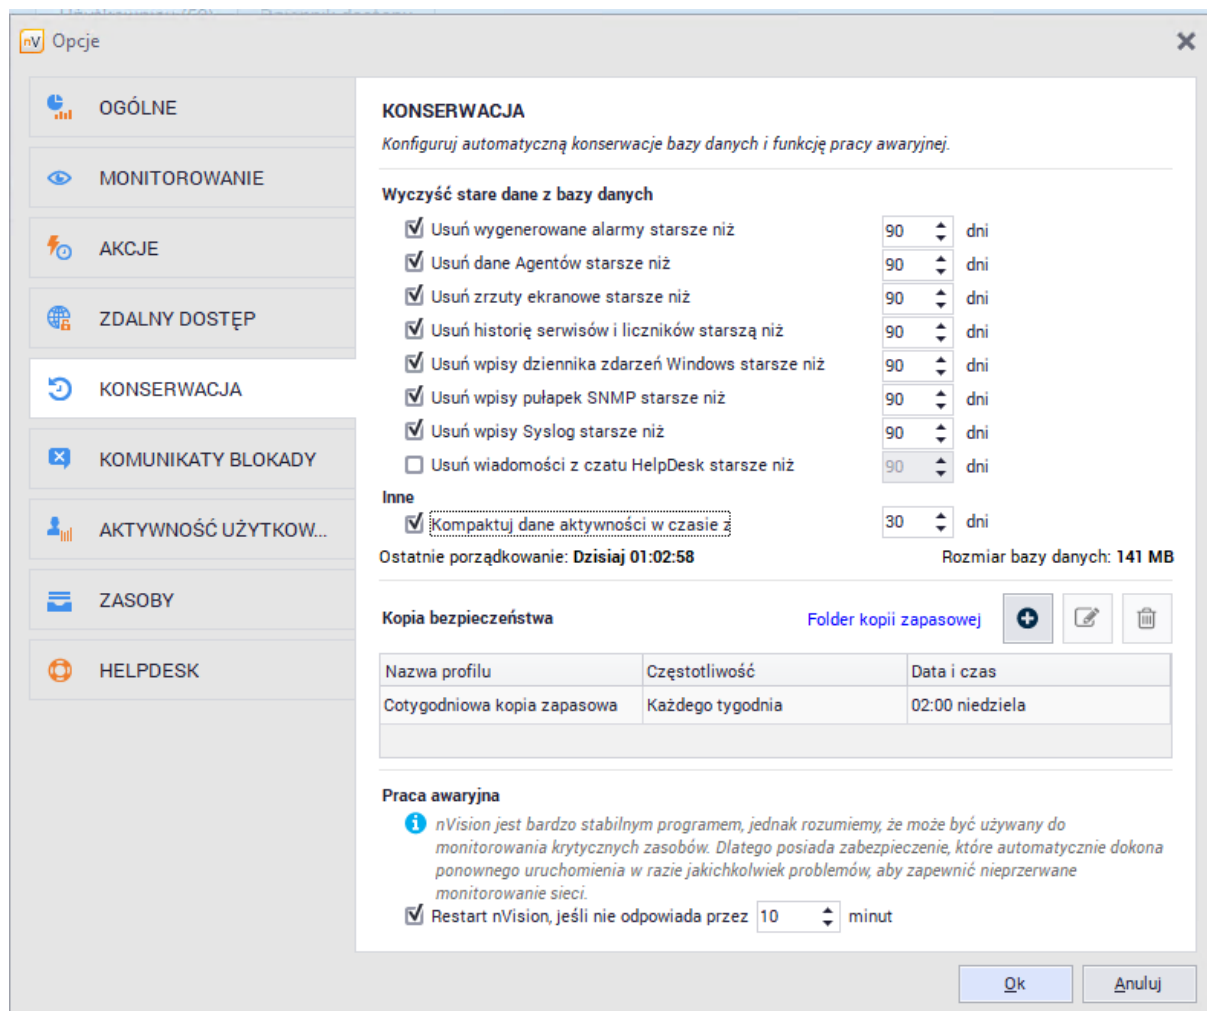 nV Opcje
OGÓLNE
MONITOROWANIE
AKCJE
ZDALNY DOSTĘP
KONSERWACJA
KOMUNIKATY BLOKADY
AKTYWNOŚĆ UŻYTKOW...
ZASOBY
HELPDESK
KONSERWACJA
Konfiguruj automatyczną konserwacje bazy danych i funkcję pracy awaryjnej.
Wyczyść stare dane z bazy danych
Usuń wygenerowane alarmy starsze niż 90 dni
Usuń dane Agentów starsze niż 90 dni
Usuń zrzuty ekranowe starsze niż 90 dni
Usuń historię serwisów i liczników starszą niż 90 dni
Usuń wpisy dziennika zdarzeń Windows starsze niż 90 dni
Usuń wpisy pułapek SNMP starsze niż 90 dni
Usuń wpisy Syslog starsze niż 90 dni
Usuń wiadomości z czatu HelpDesk starsze niż 90 dni
Inne
Kompaktuj dane aktywności w czasie z 30 dni
Ostatnie porządkowanie: Dzisiaj 01:02:58 Rozmiar bazy danych: 141 MB
Kopia bezpieczeństwa Folder kopii zapasowej
Nazwa profilu Częstotliwość Data i czas
Cotygodniowa kopia zapasowa Każdego tygodnia 02:00 niedziela
Praca awaryjna
nVision jest bardzo stabilnym programem, jednak rozumiemy, że może być używany do
monitorowania krytycznych zasobów. Dlatego posiada zabezpieczenie, które automatycznie dokona
ponownego uruchomienia w razie jakichkolwiek problemów, aby zapewnić nieprzerwane
monitorowanie sieci.
Restart nVision, jeśli nie odpowiada przez 10 minut
Ok Anuluj